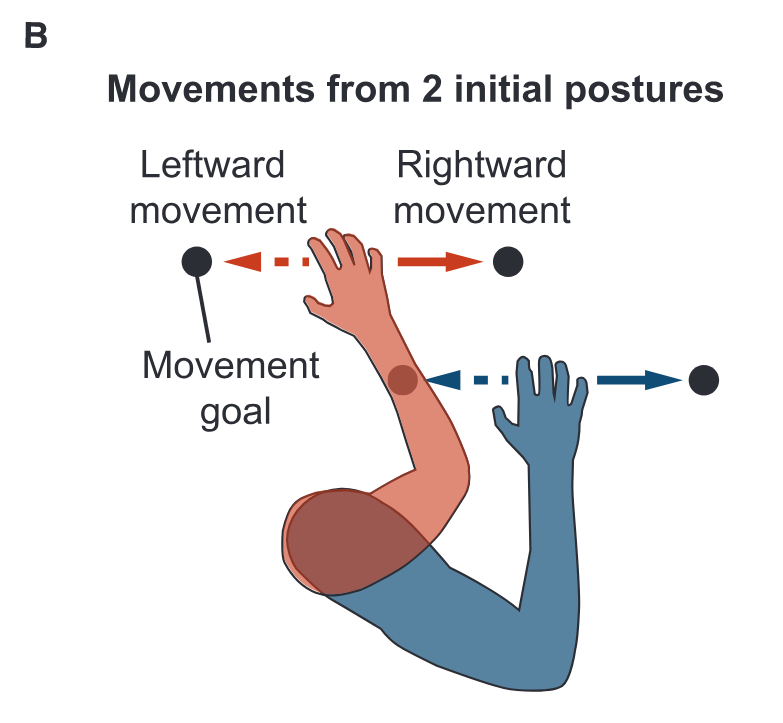 B
Movements from 2 initial postures
Leftward
movement
Rightward
movement
Movement
goal